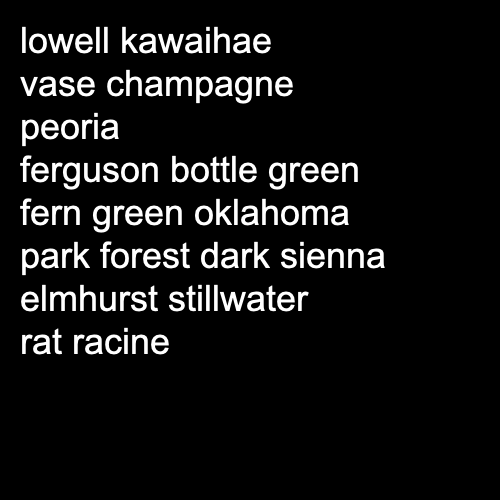 lowell kawaihae
vase champagne
peoria
ferguson bottle green
fern green oklahoma
park forest dark sienna
elmhurst stillwater
rat racine